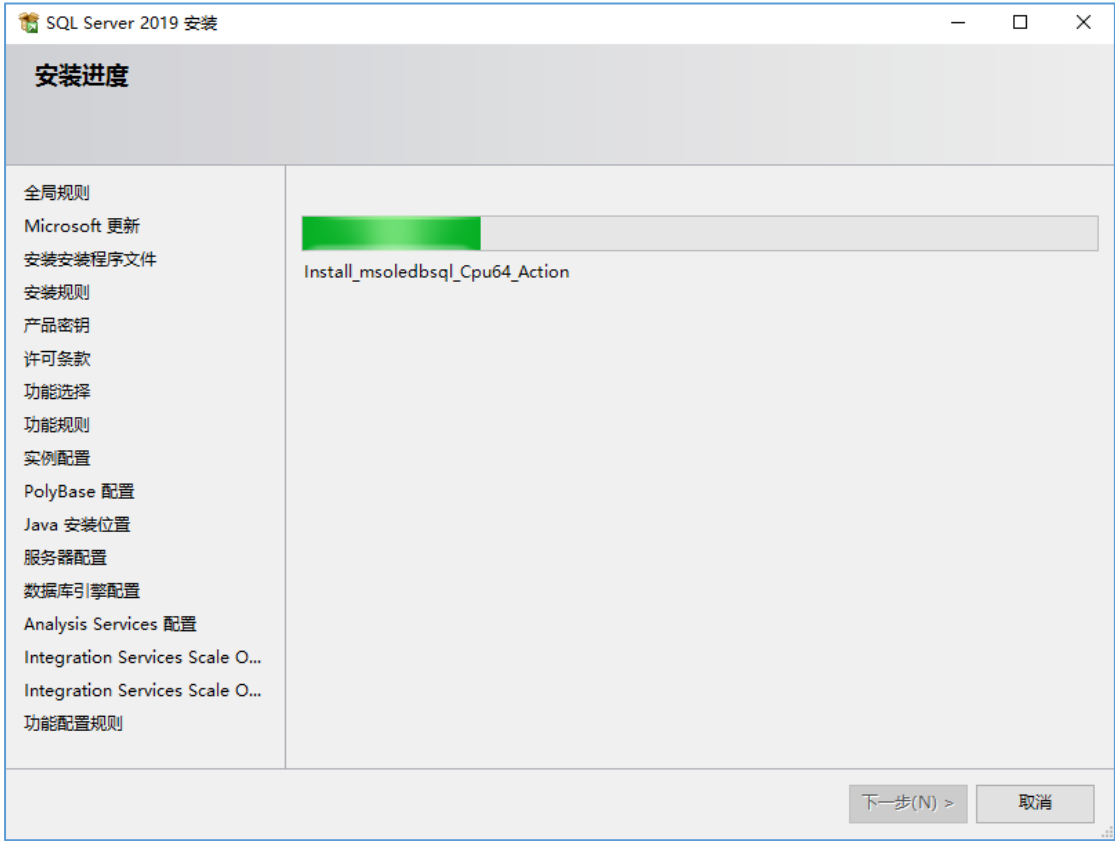 SQL Server 2019 安装
安装进度
全局规则
Microsoft 更新
安装安装程序文件
安装规则
产品密钥
许可条款
功能选择
功能规则
实例配置
PolyBase 配置
Java 安装位置
服务器配置
数据库引擎配置
Analysis Services 配置
Integration Services Scale O...
Integration Services Scale O...
功能配置规则
Install_msoledbsql_Cpu64_Action
下一步(N) >
取消